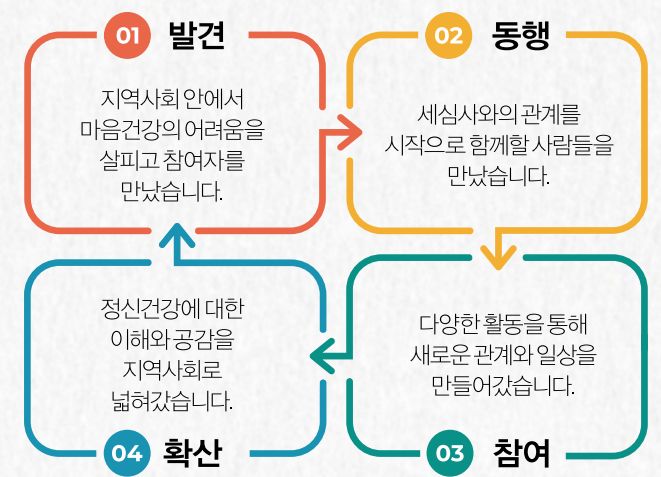 01 발견
지역사회 안에서
마음건강의 어려움을
살피고 참여자를
만났습니다.
02 동행
세심사와의 관계를
시작으로 함께할 사람들을
만났습니다.
다양한 활동을 통해
새로운 관계와 일상을
만들어갔습니다.
03 참여
정신건강에 대한
이해와 공감을
지역사회로
넓혀갔습니다.
04 확산